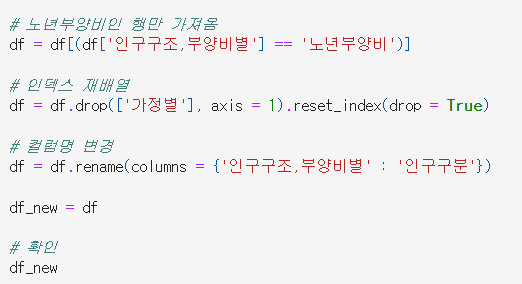 # 노년부양비인 행만 가져옴
df = df[(df['인구구조,부양비별'] == '노년부양비')]
# 인덱스 재배열
df = df.drop(['가정별'], axis = 1).reset_index(drop = True)
# 컬럼명 변경
df = df.rename(columns = {'인구구조,부양비별' : '인구구분'})
df_new = df
# 확인
df_new